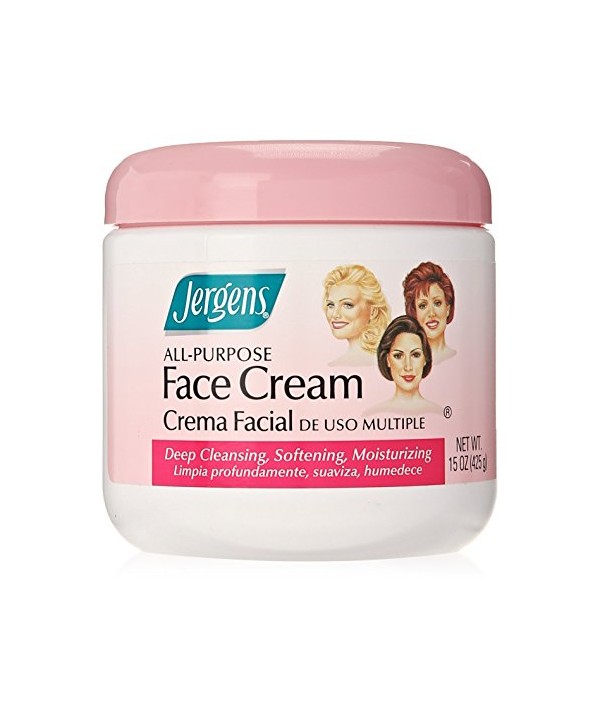 Jergens®
ALL-PURPOSE
Face Cream
Crema Facial DE USO MULTIPLE ®
Deep Cleansing, Softening, Moisturizing
Limpia profundamente, suaviza, humedece
NET WT.
15 OZ (425 g)